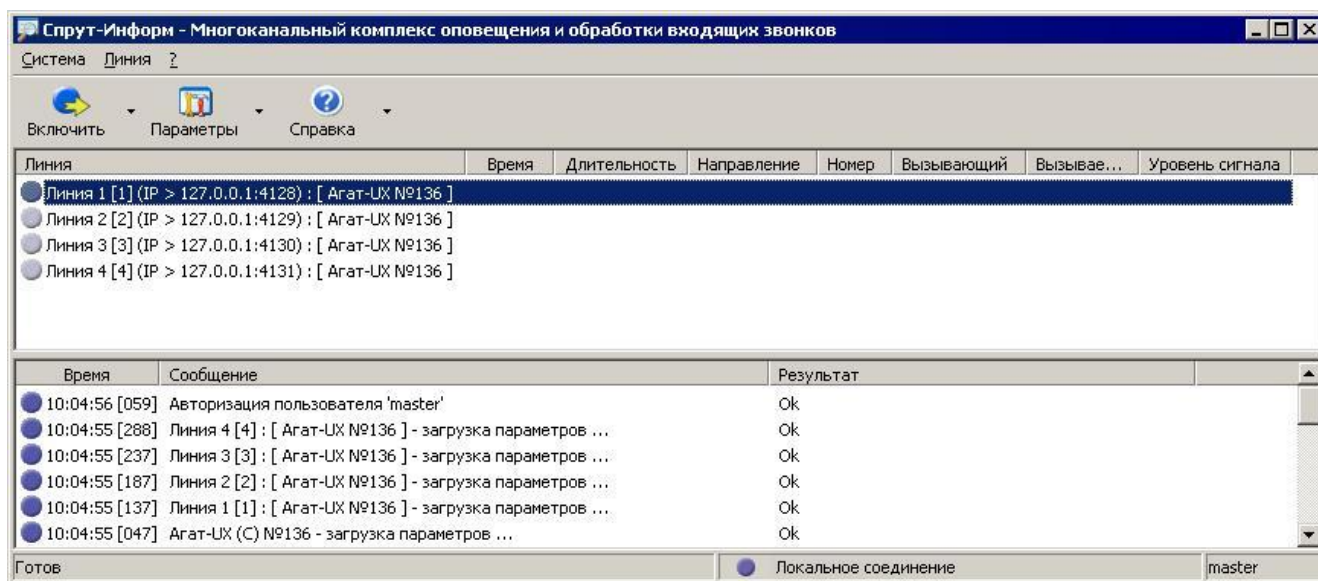 Спрут-Информ - Многоканальный комплекс оповещения и обработки входящих звонков
Система Линия ?
Включить Параметры Справка
Линия Время Длительность Направление Номер Вызывающий Вызывае... Уровень сигнала
Линия 1 [1] (IP > 127.0.0.1:4128) : [ Агат-UX №136 ]
Линия 2 [2] (IP > 127.0.0.1:4129) : [ Агат-UX №136 ]
Линия 3 [3] (IP > 127.0.0.1:4130) : [ Агат-UX №136 ]
Линия 4 [4] (IP > 127.0.0.1:4131) : [ Агат-UX №136 ]
Время Сообщение Результат
10:04:56 [059] Авторизация пользователя 'master' Ok
10:04:55 [288] Линия 4 [4] : [ Агат-UX №136 ] - загрузка параметров ... Ok
10:04:55 [237] Линия 3 [3] : [ Агат-UX №136 ] - загрузка параметров ... Ok
10:04:55 [187] Линия 2 [2] : [ Агат-UX №136 ] - загрузка параметров ... Ok
10:04:55 [137] Линия 1 [1] : [ Агат-UX №136 ] - загрузка параметров ... Ok
10:04:55 [047] Агат-UX (C) №136 - загрузка параметров ... Ok
Готов Локальное соединение master